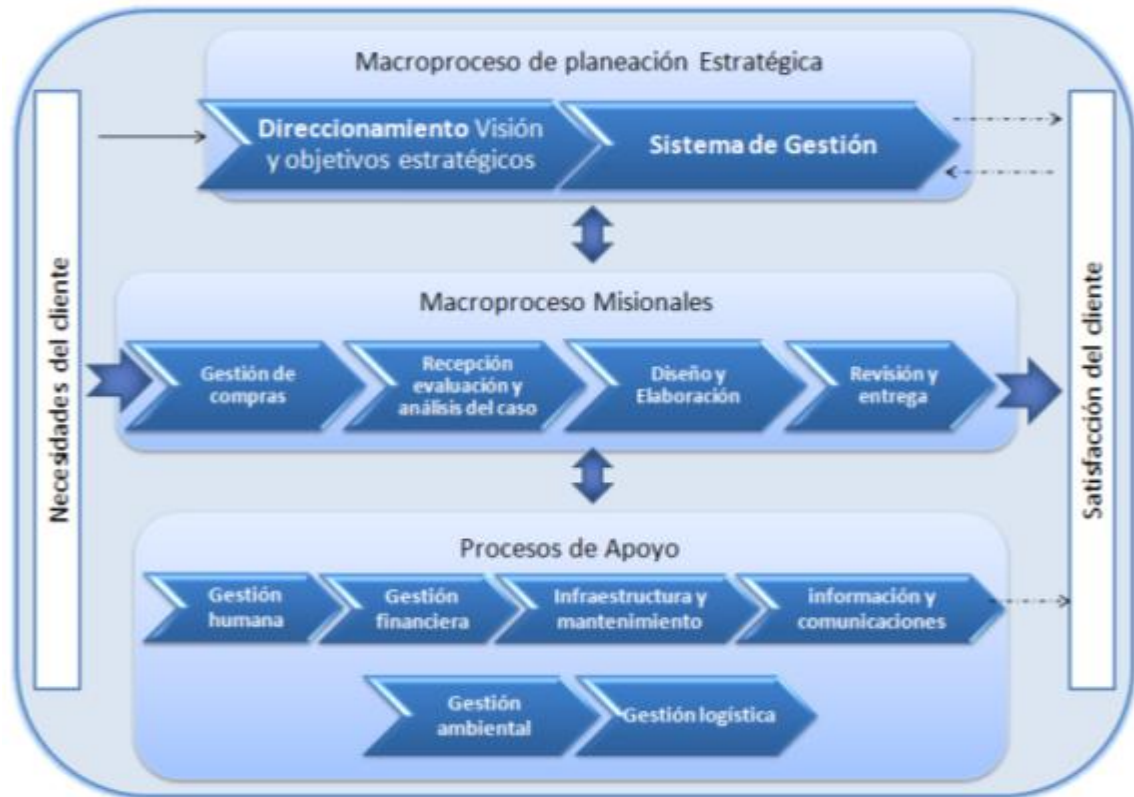 Macroproceso de planeación Estratégica
Necesidades del cliente
Direccionamiento Visión
y objetivos estratégicos
Sistema de Gestión
Satisfacción del cliente
Macroproceso Misionales
Gestión de
compras
Recepción
evaluación y
análisis del caso
Diseño y
Elaboración
Revisión y
entrega
Procesos de Apoyo
Gestión
humana
Gestión
financiera
Infraestructura y
mantenimiento
información y
comunicaciones
Gestión
ambiental
Gestión logística